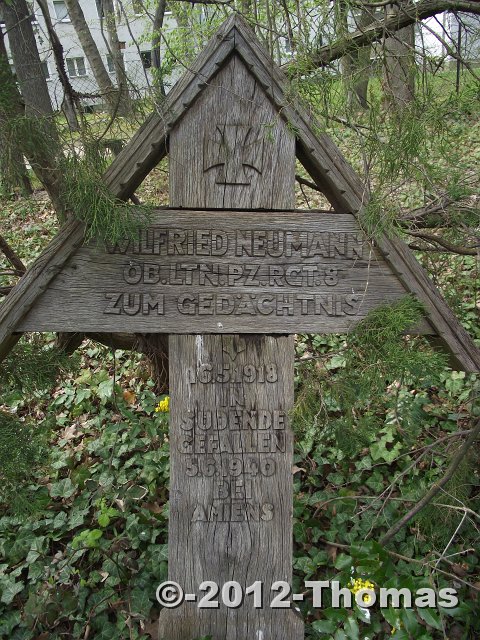 WILFRIED NEUMANN
OB.LTN.PZ.RGT.8
ZUM GEDÄCHTNIS
16.5.1918
IN
SÜDENDE
GEFALLEN
5.6.1940
BEI
AMIENS
©-2012-Thomas